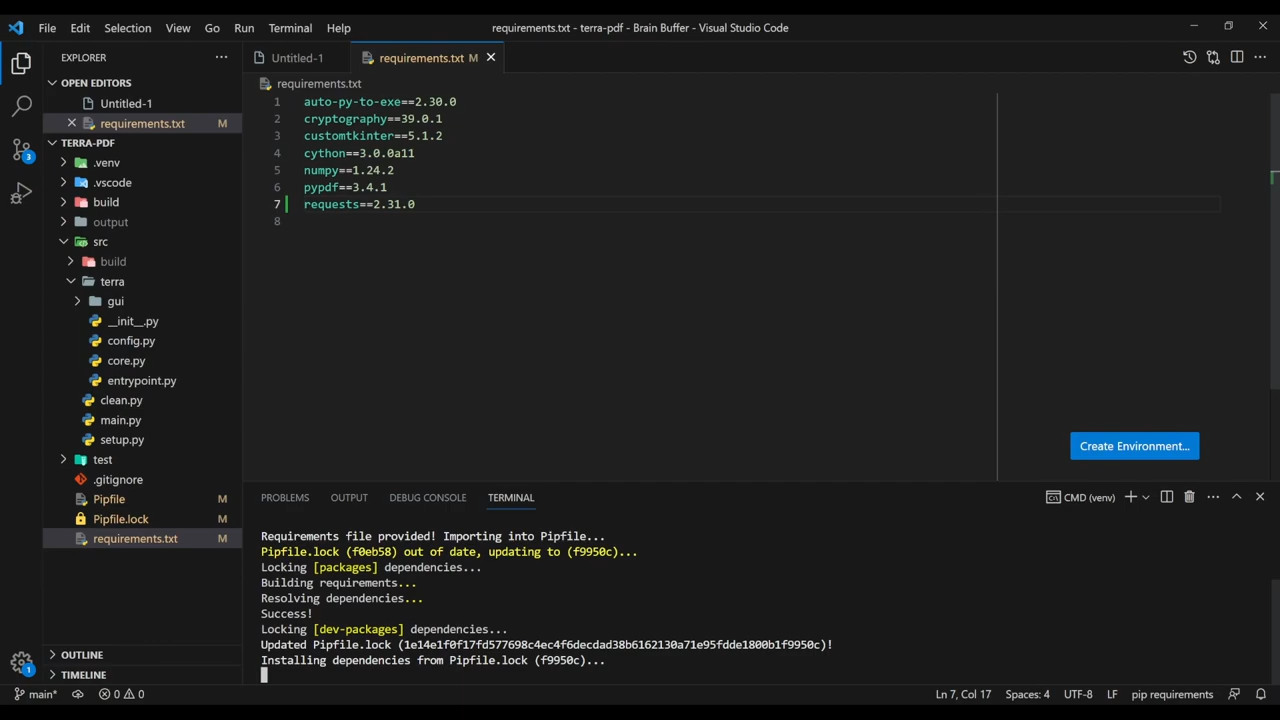 File Edit Selection View Go Run Terminal Help
requirements.txt - terra-pdf - Brain Buffer - Visual Studio Code
EXPLORER
OPEN EDITORS
Untitled-1
requirements.txt M
TERRA-PDF
.venv
.vscode
build
output
src
build
terra
gui
__init__.py
config.py
core.py
entrypoint.py
clean.py
main.py
setup.py
test
.gitignore
Pipfile M
Pipfile.lock M
requirements.txt M
OUTLINE
TIMELINE
3
1
Untitled-1
requirements.txt M
requirements.txt
1 auto-py-to-exe==2.30.0
2 cryptography==39.0.1
3 customtkinter==5.1.2
4 cython==3.0.0a11
5 numpy==1.24.2
6 pypdf==3.4.1
7 requests==2.31.0
8
Create Environment...
PROBLEMS OUTPUT DEBUG CONSOLE TERMINAL
CMD (venv)
Requirements file provided! Importing into Pipfile...
Pipfile.lock (f0eb58) out of date, updating to (f9950c)...
Locking [packages] dependencies...
Building requirements...
Resolving dependencies...
Success!
Locking [dev-packages] dependencies...
Updated Pipfile.lock (1e14e1f0f17fd577698c4ec4f6decdad38b6162130a71e95fdde1800b1f9950c)!
Installing dependencies from Pipfile.lock (f9950c)...
main* 0 0
Ln 7, Col 17 Spaces: 4 UTF-8 LF pip requirements